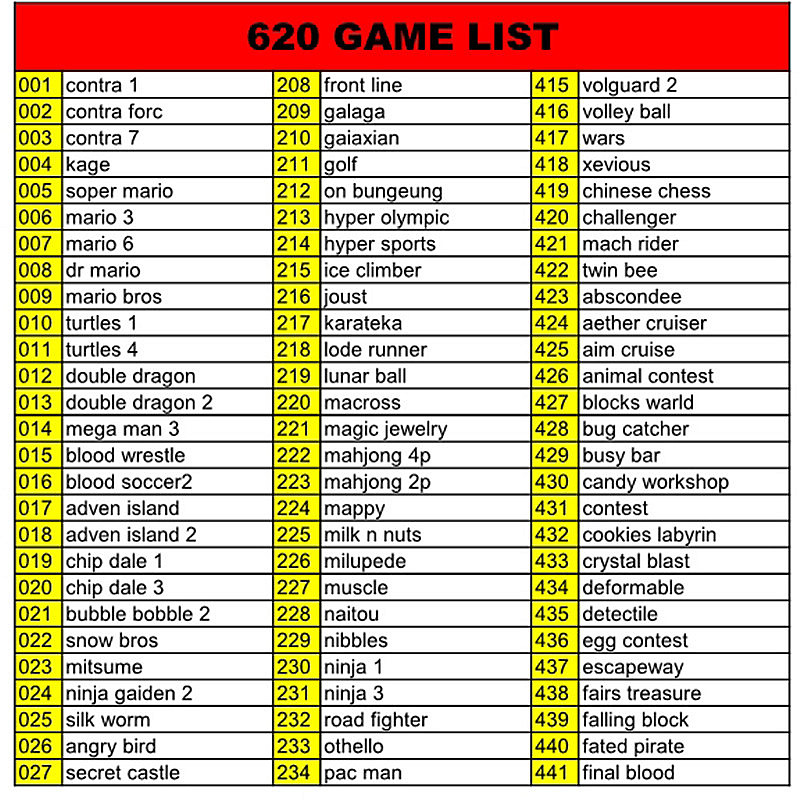 620 GAME LIST
001 contra 1 208 front line 415 volguard 2
002 contra forc 209 galaga 416 volley ball
003 contra 7 210 gaiaxian 417 wars
004 kage 211 golf 418 xevious
005 soper mario 212 on bungeung 419 chinese chess
006 mario 3 213 hyper olympic 420 challenger
007 mario 6 214 hyper sports 421 mach rider
008 dr mario 215 ice climber 422 twin bee
009 mario bros 216 joust 423 abscondee
010 turtles 1 217 karateka 424 aether cruiser
011 turtles 4 218 lode runner 425 aim cruise
012 double dragon 219 lunar ball 426 animal contest
013 double dragon 2 220 macross 427 blocks warld
014 mega man 3 221 magic jewelry 428 bug catcher
015 blood wrestle 222 mahjong 4p 429 busy bar
016 blood soccer2 223 mahjong 2p 430 candy workshop
017 adven island 224 mappy 431 contest
018 adven island 2 225 milk n nuts 432 cookies labyrin
019 chip dale 1 226 milupede 433 crystal blast
020 chip dale 3 227 muscle 434 deformable
021 bubble bobble 2 228 naitou 435 detectile
022 snow bros 229 nibbles 436 egg contest
023 mitsume 230 ninja 1 437 escapeway
024 ninja gaiden 2 231 ninja 3 438 fairs treasure
025 silk worm 232 road fighter 439 falling block
026 angry bird 233 othello 440 fated pirate
027 secret castle 234 pac man 441 final blood